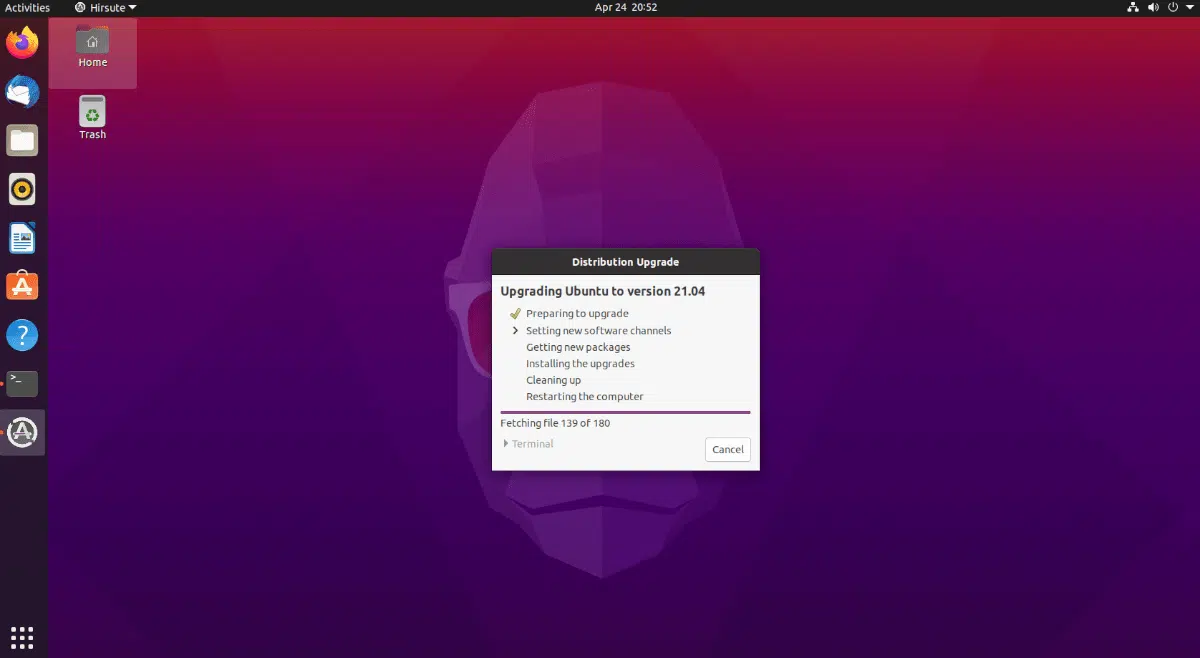 Activities
Hirsute
Apr 24 20:52
Home
Trash
Distribution Upgrade
Upgrading Ubuntu to version 21.04
Preparing to upgrade
Setting new software channels
Getting new packages
Installing the upgrades
Cleaning up
Restarting the computer
Fetching file 139 of 180
Terminal
Cancel